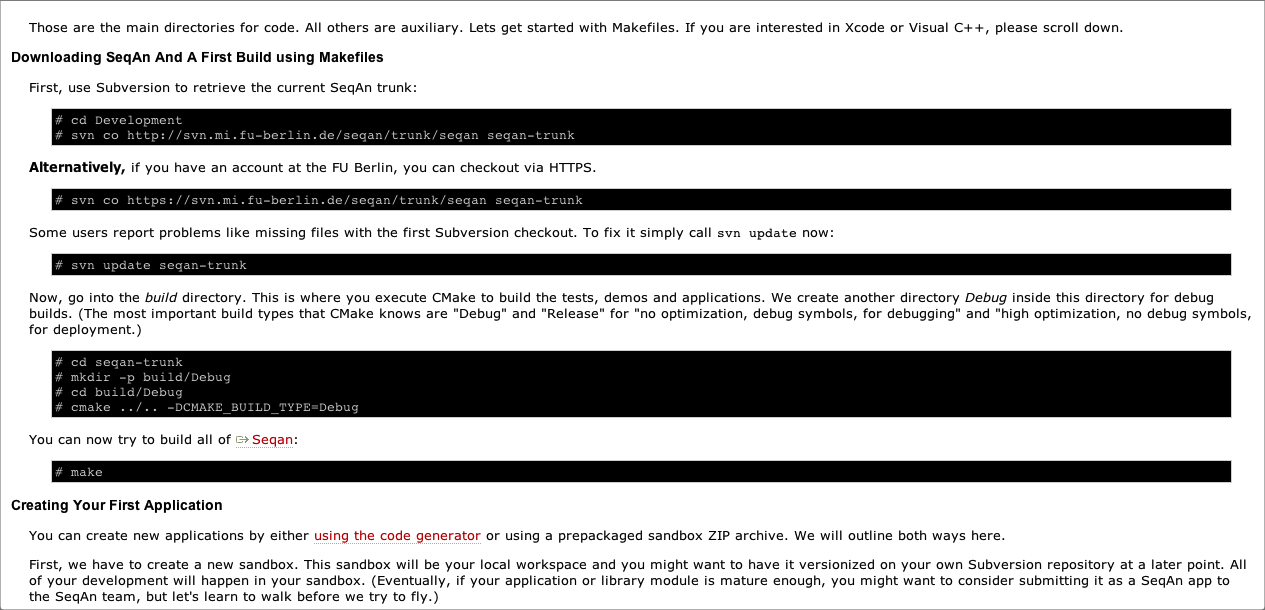 Those are the main directories for code. All others are auxiliary. Lets get started with Makefiles. If you are interested in Xcode or Visual C++, please scroll down.
Downloading SeqAn And A First Build using Makefiles
First, use Subversion to retrieve the current SeqAn trunk:
# cd Development
# svn co http://svn.mi.fu-berlin.de/seqan/trunk/seqan seqan-trunk
Alternatively, if you have an account at the FU Berlin, you can checkout via HTTPS.
# svn co https://svn.mi.fu-berlin.de/seqan/trunk/seqan seqan-trunk
Some users report problems like missing files with the first Subversion checkout. To fix it simply call svn update now:
# svn update seqan-trunk
Now, go into the build directory. This is where you execute CMake to build the tests, demos and applications. We create another directory Debug inside this directory for debug
builds. (The most important build types that CMake knows are "Debug" and "Release" for "no optimization, debug symbols, for debugging" and "high optimization, no debug symbols,
for deployment.)
# cd seqan-trunk
# mkdir -p build/Debug
# cd build/Debug
# cmake ../.. -DCMAKE_BUILD_TYPE=Debug
You can now try to build all of Seqan:
# make
Creating Your First Application
You can create new applications by either using the code generator or using a prepackaged sandbox ZIP archive. We will outline both ways here.
First, we have to create a new sandbox. This sandbox will be your local workspace and you might want to have it versionized on your own Subversion repository at a later point. All
of your development will happen in your sandbox. (Eventually, if your application or library module is mature enough, you might want to consider submitting it as a SeqAn app to
the SeqAn team, but let's learn to walk before we try to fly.)